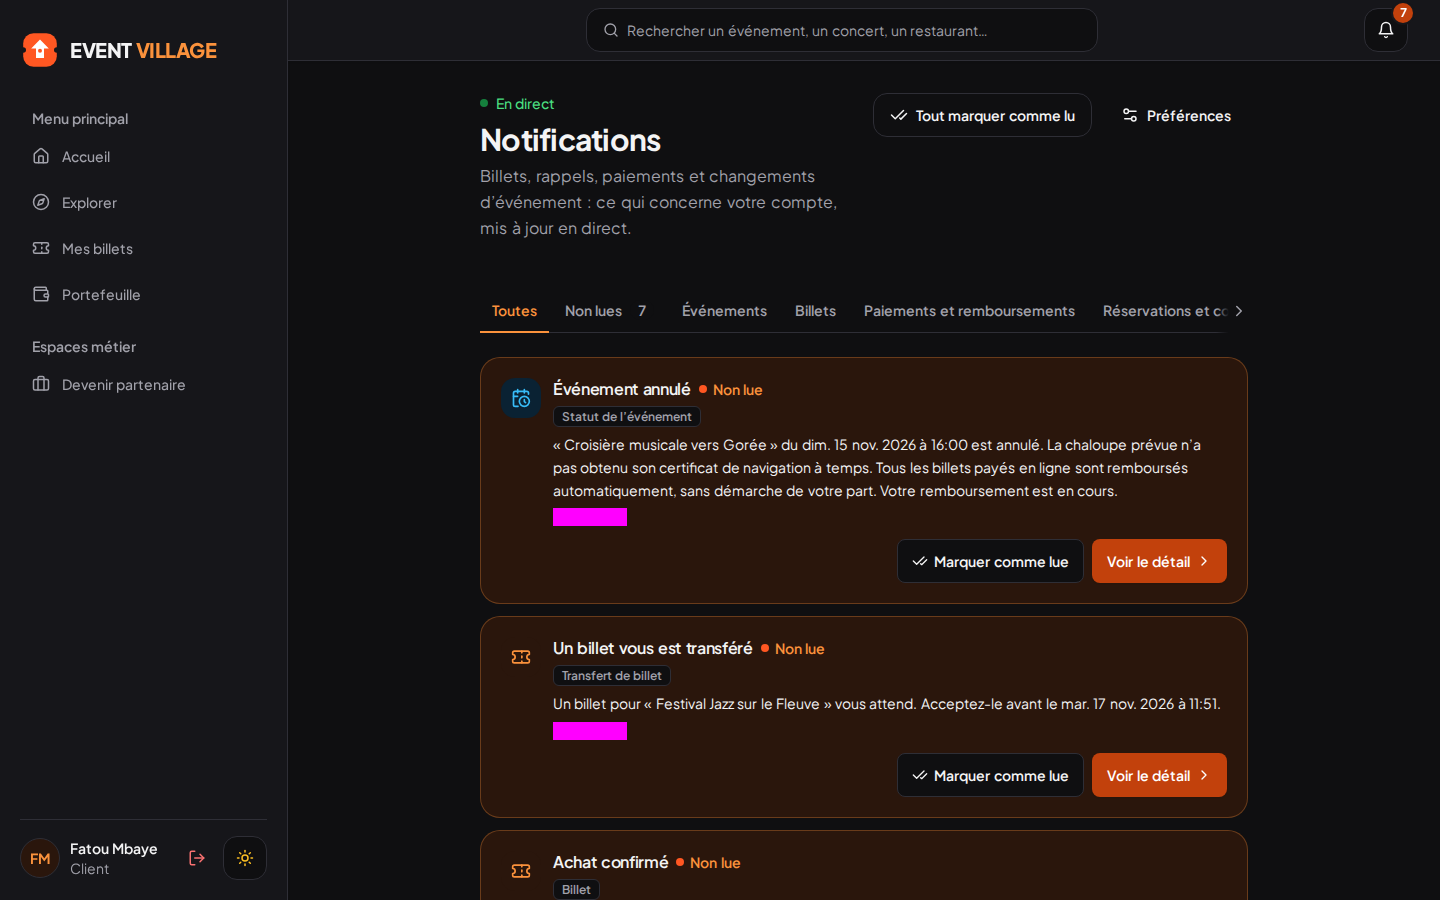 EVENT VILLAGE
Menu principal
Accueil
Explorer
Mes billets
Portefeuille
Espaces métier
Devenir partenaire
FM
Fatou Mbaye
Client
Rechercher un événement, un concert, un restaurant...
7
En direct
Notifications
Billets, rappels, paiements et changements
d'événement : ce qui concerne votre compte,
mis à jour en direct.
Tout marquer comme lu
Préférences
Toutes
Non lues 7
Événements
Billets
Paiements et remboursements
Réservations et
Événement annulé
Non lue
Statut de l'événement
« Croisière musicale vers Gorée » du dim. 15 nov. 2026 à 16:00 est annulé. La chaloupe prévue n'a
pas obtenu son certificat de navigation à temps. Tous les billets payés en ligne sont remboursés
automatiquement, sans démarche de votre part. Votre remboursement est en cours.
Marquer comme lue
Voir le détail
Un billet vous est transféré
Non lue
Transfert de billet
Un billet pour « Festival Jazz sur le Fleuve » vous attend. Acceptez-le avant le mar. 17 nov. 2026 à 11:51.
Marquer comme lue
Voir le détail
Achat confirmé
Non lue
Billet